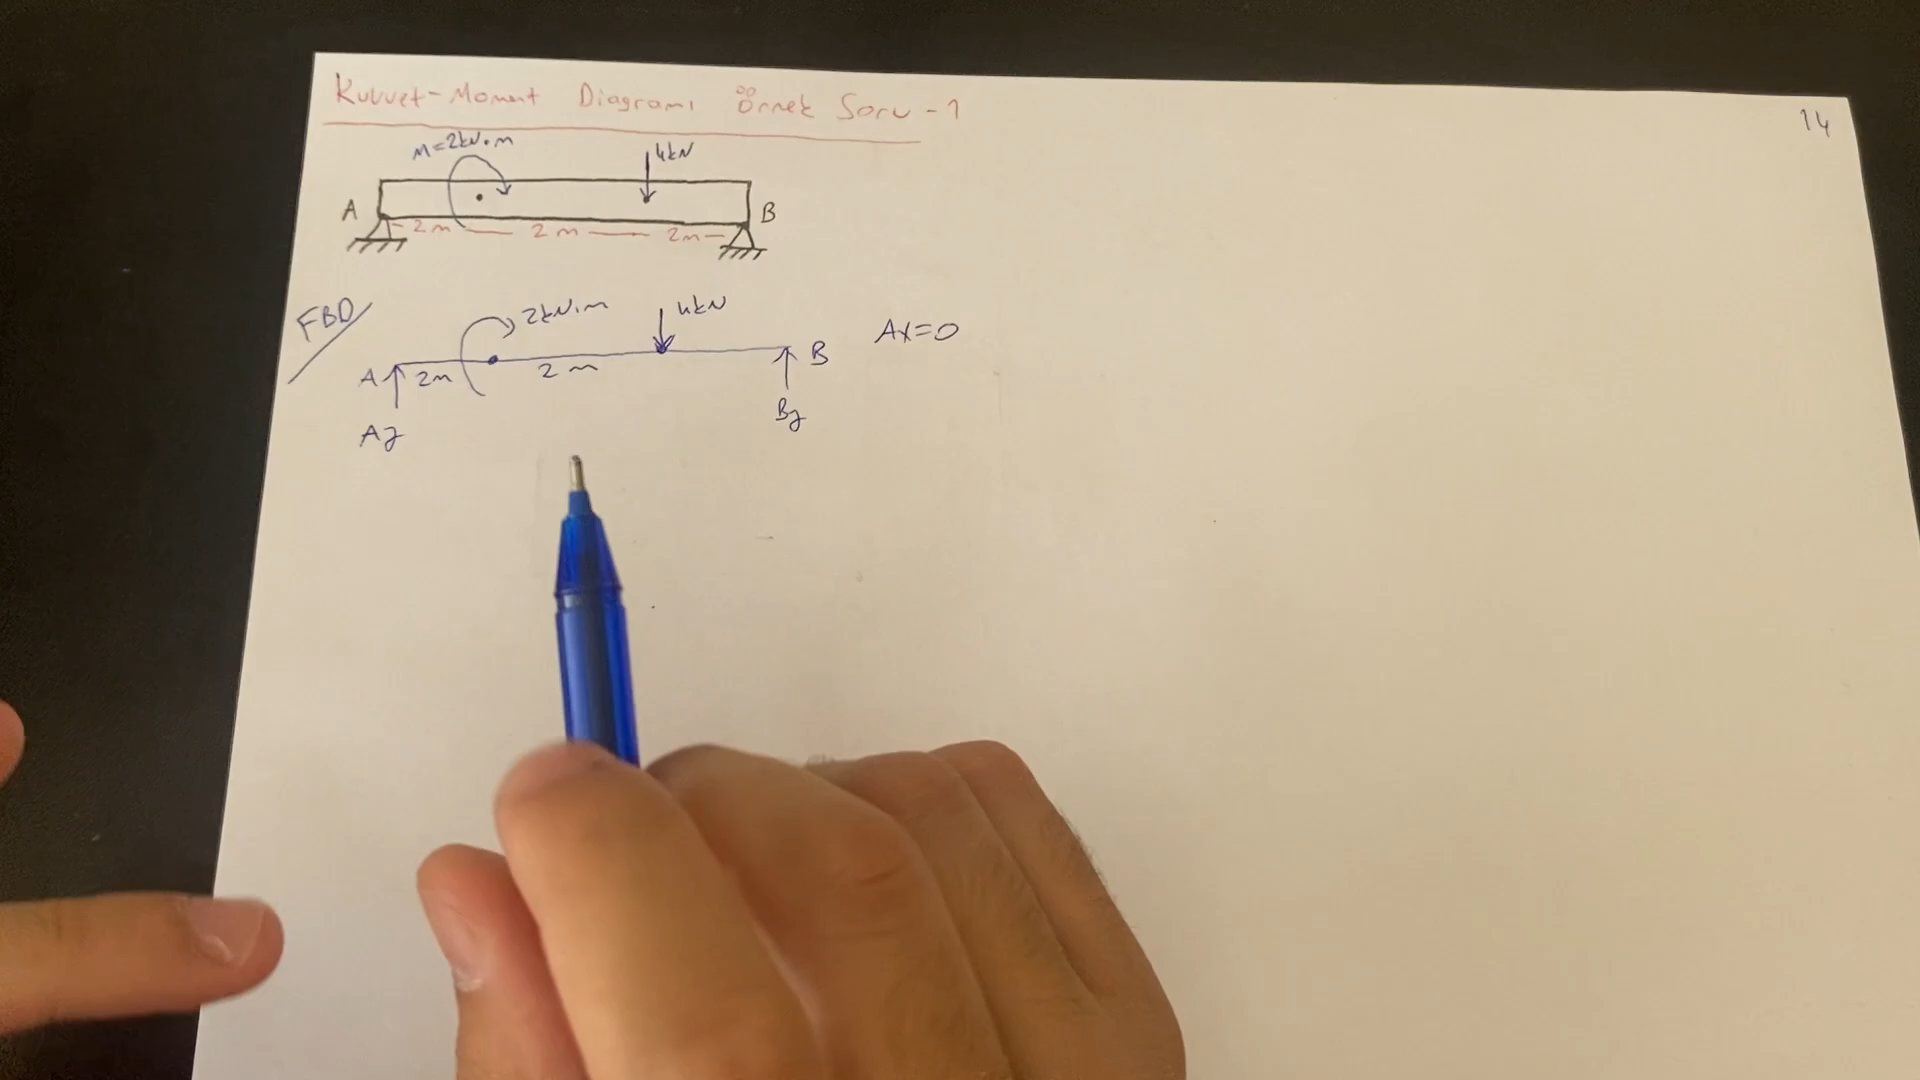 Kuvvet-Moment Diagramı Örnek Soru-1
14
M=2kN.m
4kN
A
B
2m
2m
2m
FBD
2kN.m
4kN
Ax=0
A
2m
2m
B
Ay
By